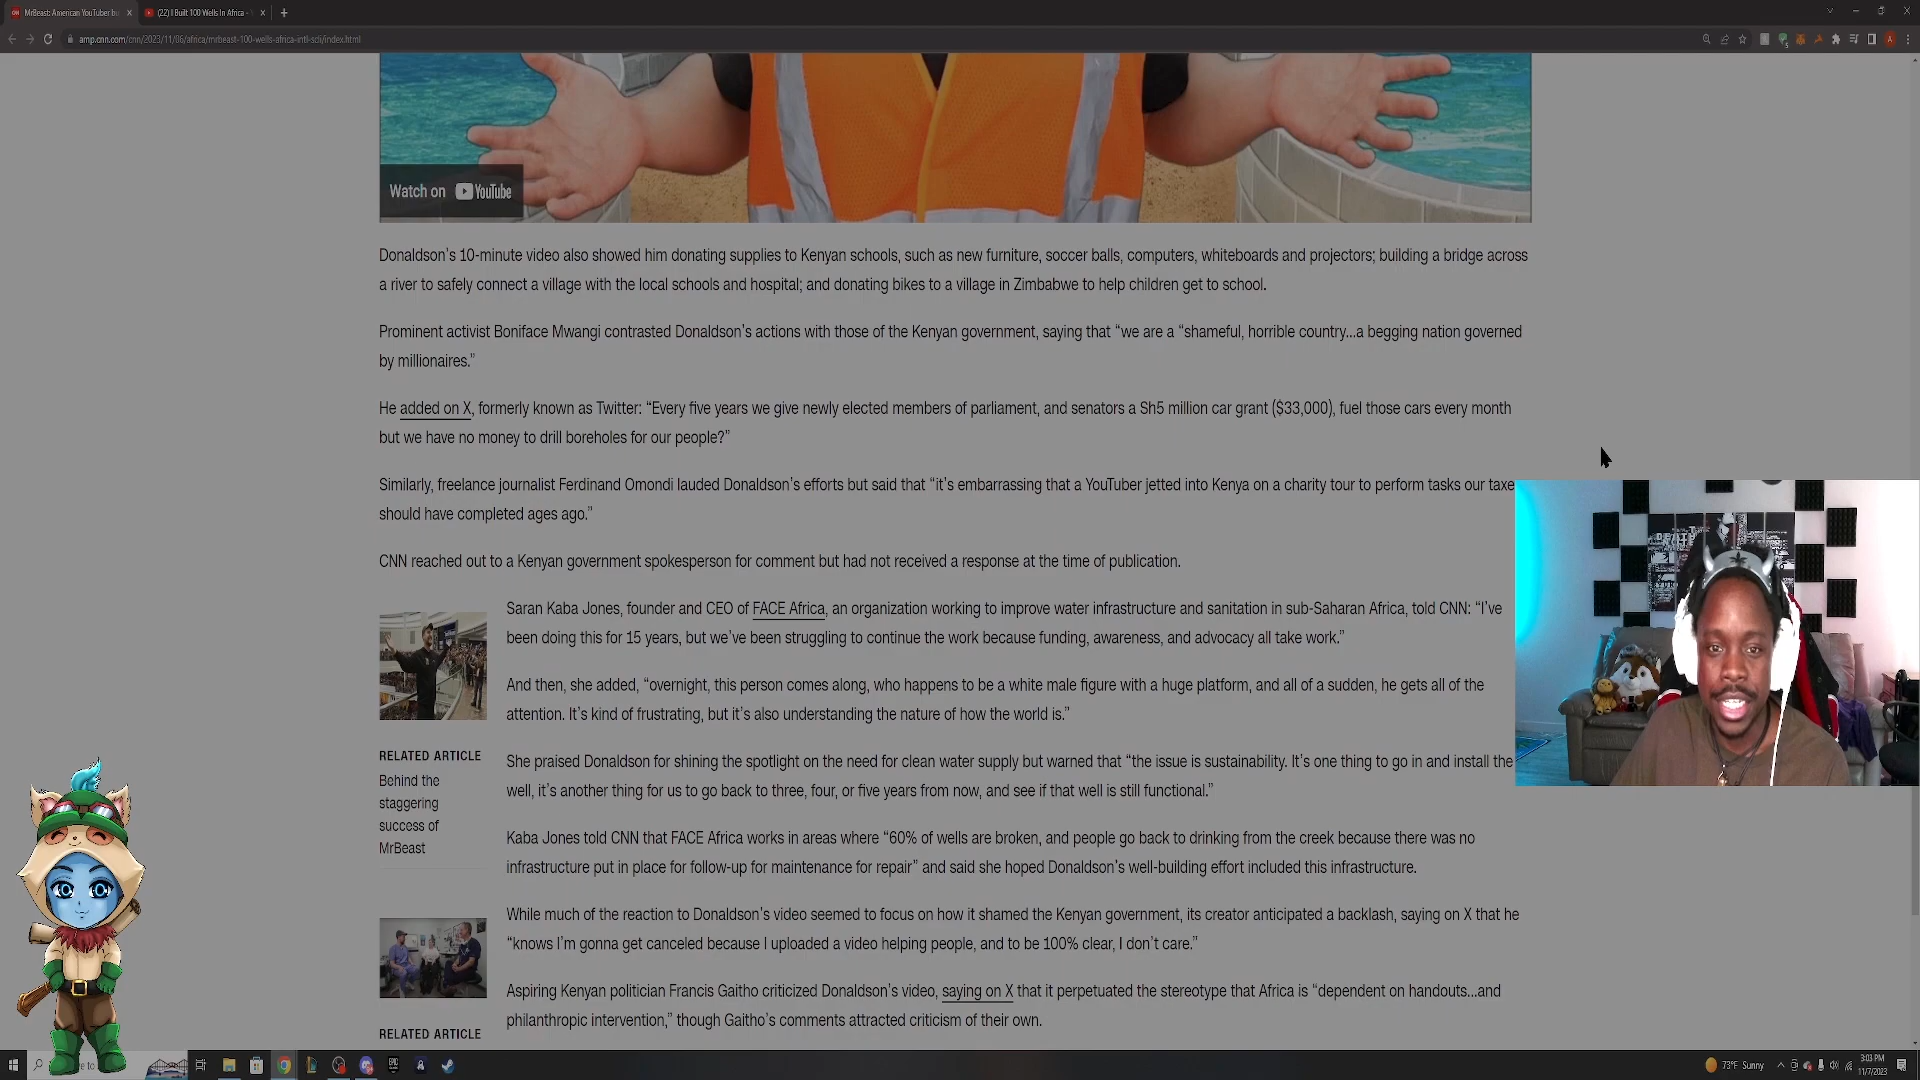 MrBeast: American YouTuber bu
(22) I Built 100 Wells In Africa -
amp.cnn.com/cnn/2023/11/06/africa/mrbeast-100-wells-africa-intl-scli/index.html
Watch on YouTube
Donaldson's 10-minute video also showed him donating supplies to Kenyan schools, such as new furniture, soccer balls, computers, whiteboards and projectors; building a bridge across
a river to safely connect a village with the local schools and hospital; and donating bikes to a village in Zimbabwe to help children get to school.
Prominent activist Boniface Mwangi contrasted Donaldson's actions with those of the Kenyan government, saying that “we are a “shameful, horrible country...a begging nation governed
by millionaires.”
He added on X, formerly known as Twitter: “Every five years we give newly elected members of parliament, and senators a Sh5 million car grant ($33,000), fuel those cars every month
but we have no money to drill boreholes for our people?”
Similarly, freelance journalist Ferdinand Omondi lauded Donaldson's efforts but said that “it's embarrassing that a YouTuber jetted into Kenya on a charity tour to perform tasks our taxe
should have completed ages ago.”
CNN reached out to a Kenyan government spokesperson for comment but had not received a response at the time of publication.
Saran Kaba Jones, founder and CEO of FACE Africa, an organization working to improve water infrastructure and sanitation in sub-Saharan Africa, told CNN: “I've
been doing this for 15 years, but we've been struggling to continue the work because funding, awareness, and advocacy all take work.”
And then, she added, “overnight, this person comes along, who happens to be a white male figure with a huge platform, and all of a sudden, he gets all of the
attention. It's kind of frustrating, but it's also understanding the nature of how the world is.”
RELATED ARTICLE
Behind the
staggering
success of
MrBeast
She praised Donaldson for shining the spotlight on the need for clean water supply but warned that “the issue is sustainability. It's one thing to go in and install the
well, it's another thing for us to go back to three, four, or five years from now, and see if that well is still functional.”
Kaba Jones told CNN that FACE Africa works in areas where “60% of wells are broken, and people go back to drinking from the creek because there was no
infrastructure put in place for follow-up for maintenance for repair” and said she hoped Donaldson's well-building effort included this infrastructure.
While much of the reaction to Donaldson's video seemed to focus on how it shamed the Kenyan government, its creator anticipated a backlash, saying on X that he
“knows I'm gonna get canceled because I uploaded a video helping people, and to be 100% clear, I don't care.”
Aspiring Kenyan politician Francis Gaitho criticized Donaldson's video, saying on X that it perpetuated the stereotype that Africa is “dependent on handouts...and
philanthropic intervention,” though Gaitho's comments attracted criticism of their own.
RELATED ARTICLE
73°F Sunny
3:03 PM
11/7/2023